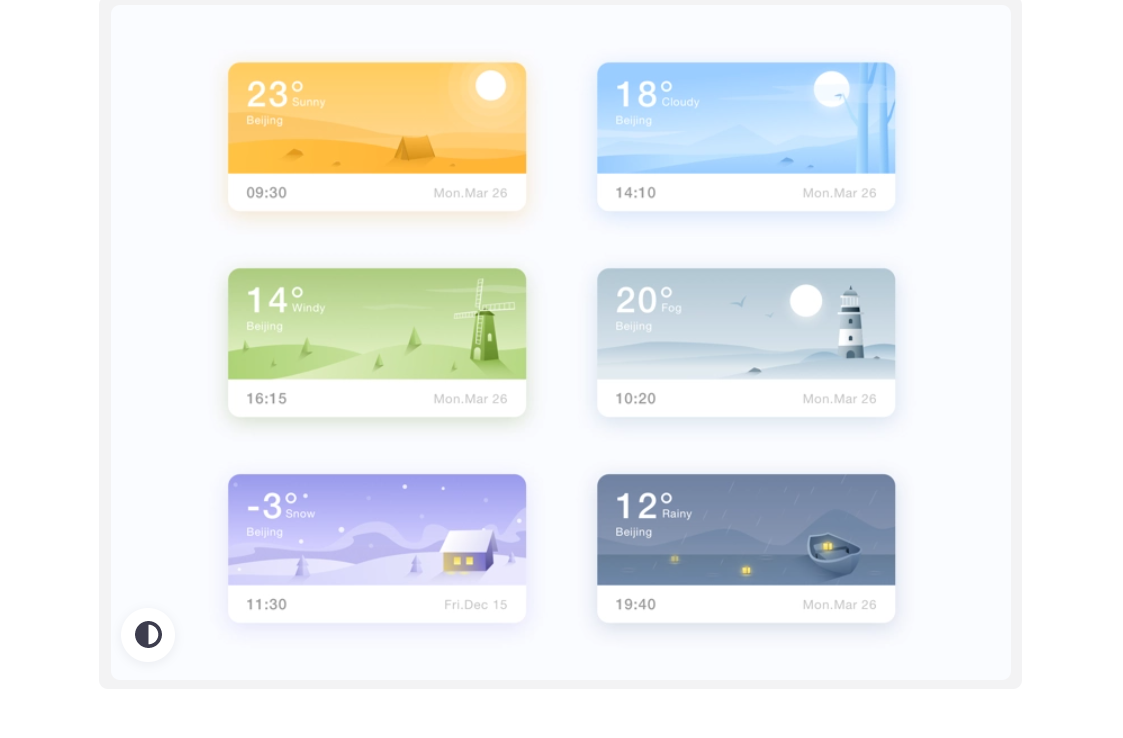 23° Sunny
Beijing
09:30 Mon.Mar 26
18° Cloudy
Beijing
14:10 Mon.Mar 26
14° Windy
Beijing
16:15 Mon.Mar 26
20° Fog
Beijing
10:20 Mon.Mar 26
-3° Snow
Beijing
11:30 Fri.Dec 15
12° Rainy
Beijing
19:40 Mon.Mar 26